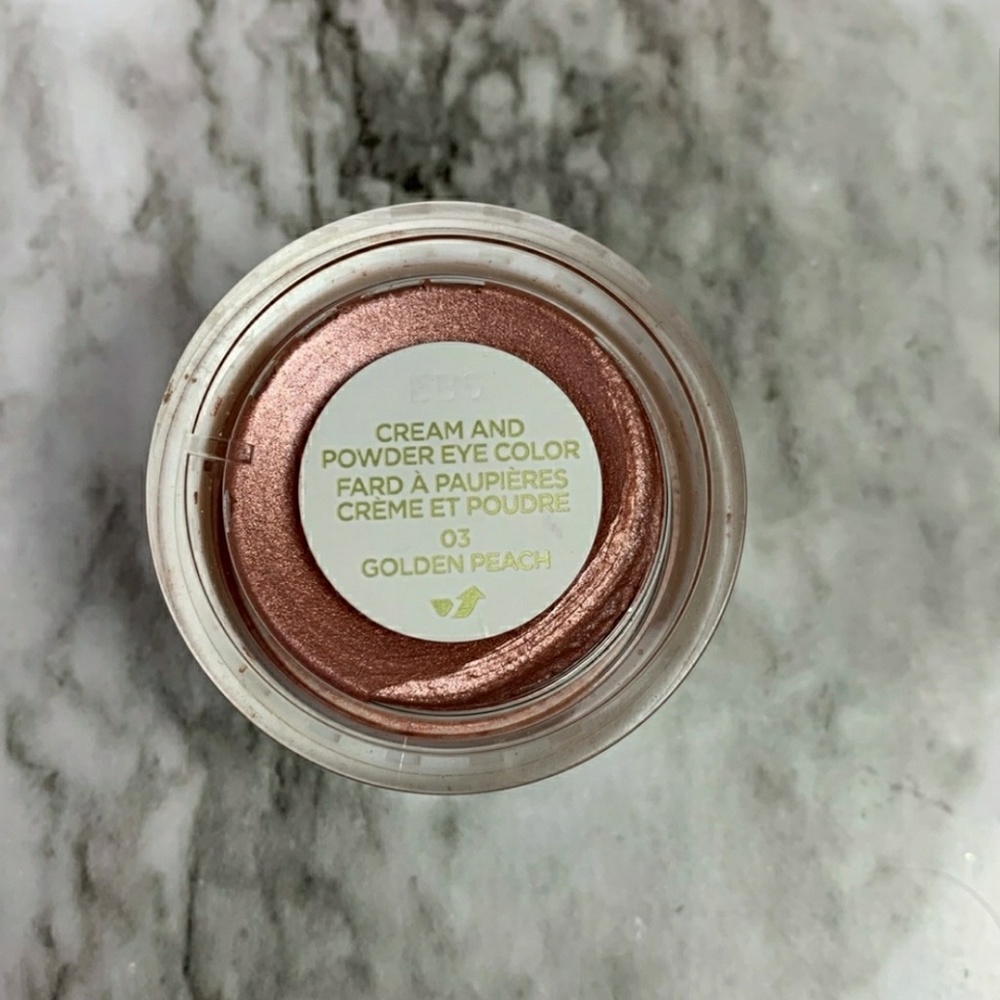 CREAM AND
POWDER EYE COLOR
FARD À PAUPIÈRES
CRÈME ET POUDRE
03
GOLDEN PEACH